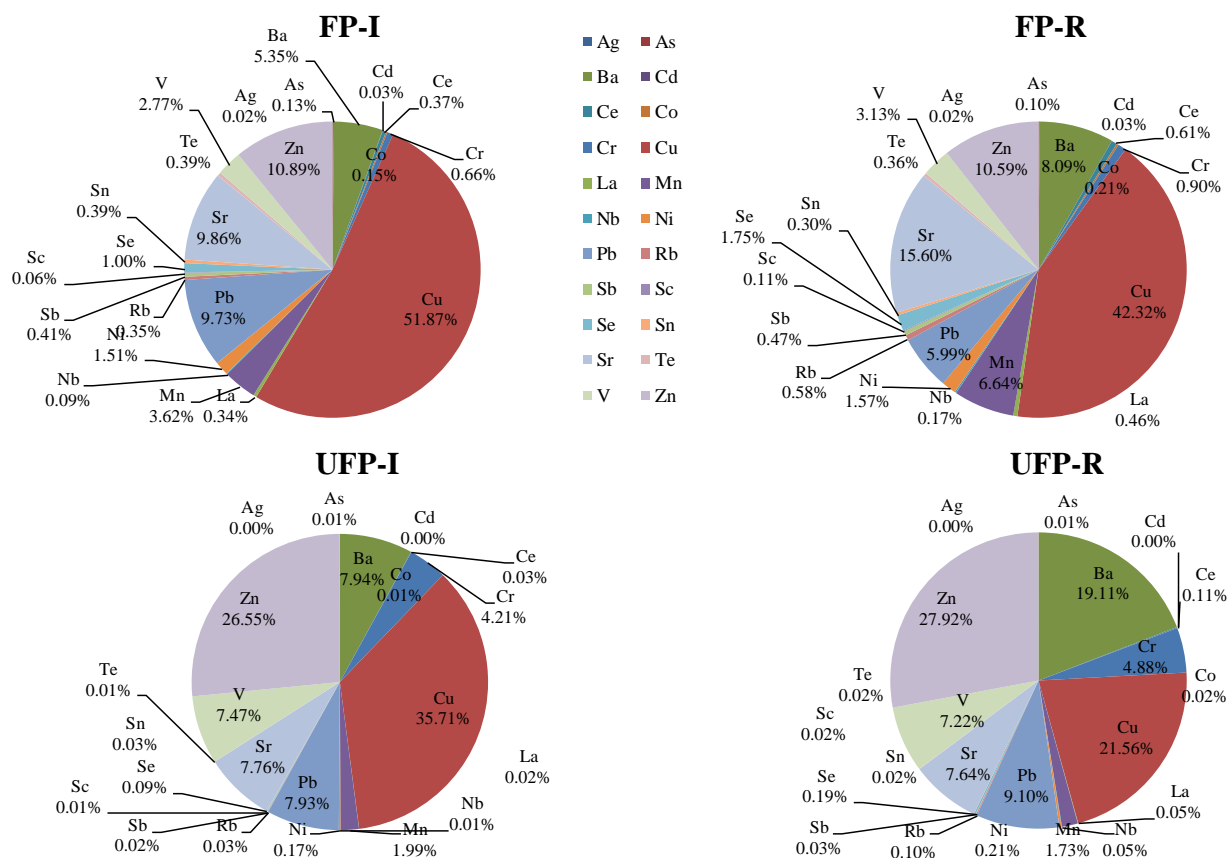 FP-I
Ba
5.35%
Cd
0.03%
Ce
0.37%
V
2.77%
Ag
0.02%
As
0.13%
Te
0.39%
Zn
10.89%
Co
0.15%
Cr
0.66%
Sn
0.39%
Sr
9.86%
Se
1.00%
Sc
0.06%
Sb
0.41%
Rb
0.35%
Pb
9.73%
Cu
51.87%
Ni
1.51%
Nb
0.09%
Mn
3.62%
La
0.34%
Ag As
Ba Cd
Ce Co
Cr Cu
La Mn
Nb Ni
Pb Rb
Sb Sc
Se Sn
Sr Te
V Zn
FP-R
V
3.13%
Ag
0.02%
As
0.10%
Cd
0.03%
Ce
0.61%
Te
0.36%
Zn
10.59%
Ba
8.09%
Co
0.21%
Cr
0.90%
Sn
0.30%
Se
1.75%
Sr
15.60%
Sc
0.11%
Sb
0.47%
Cu
42.32%
Rb
0.58%
Pb
5.99%
Mn
6.64%
Ni
1.57%
Nb
0.17%
La
0.46%
UFP-I
Ag
0.00%
As
0.01%
Cd
0.00%
Ce
0.03%
Ba
7.94%
Co
0.01%
Cr
4.21%
Zn
26.55%
Te
0.01%
V
7.47%
Cu
35.71%
Sn
0.03%
Sr
7.76%
La
0.02%
Se
0.09%
Sc
0.01%
Pb
7.93%
Sb
0.02%
Rb
0.03%
Ni
0.17%
Mn
1.99%
Nb
0.01%
UFP-R
Ag
0.00%
As
0.01%
Cd
0.00%
Ce
0.11%
Ba
19.11%
Zn
27.92%
Cr
4.88%
Co
0.02%
Te
0.02%
V
7.22%
Sc
0.02%
Cu
21.56%
Sn
0.02%
Sr
7.64%
Se
0.19%
Pb
9.10%
La
0.05%
Sb
0.03%
Rb
0.10%
Ni
0.21%
Mn
1.73%
Nb
0.05%